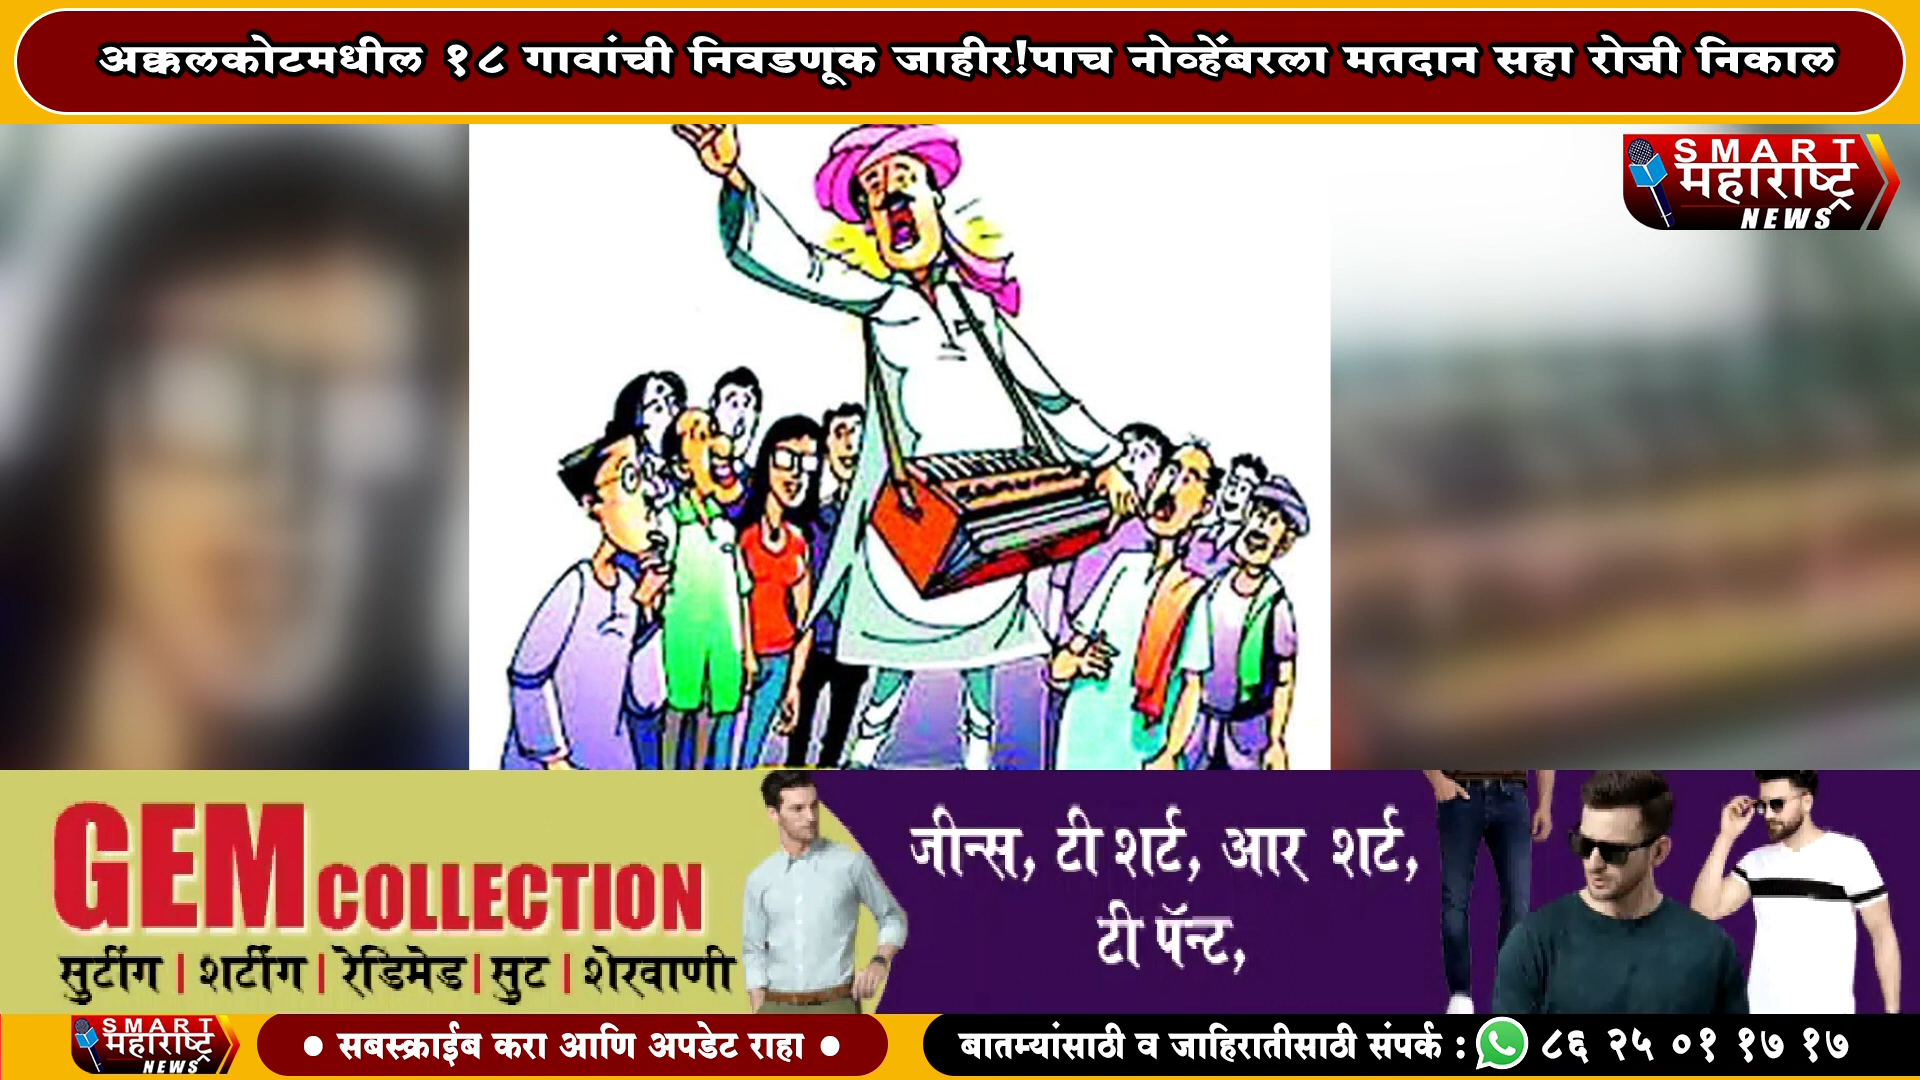 अक्कलकोटमधील १८ गावांची निवडणूक जाहीर!पाच नोव्हेंबरला मतदान सहा रोजी निकाल
SMART
महाराष्ट्र
NEWS
GEM COLLECTION
सुटींग | शर्टींग | रेडिमेड | सुट | शेरवाणी
जीन्स, टी शर्ट, आर शर्ट,
टी पॅन्ट,
SMART
महाराष्ट्र
NEWS
• सबस्क्राईब करा आणि अपडेट राहा •
बातम्यांसाठी व जाहिरातीसाठी संपर्क : ८६ २५ ०१ १७ १७